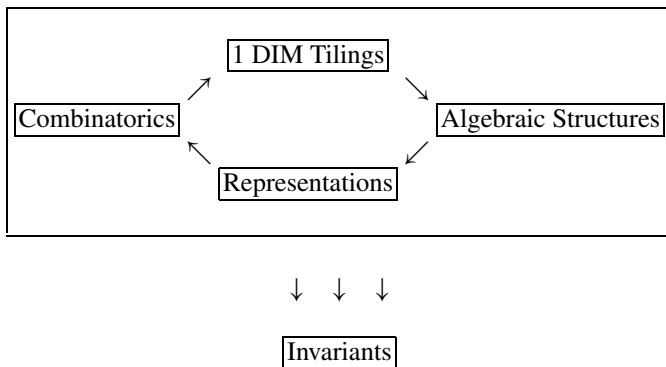 1 DIM Tilings
Combinatorics Algebraic Structures
Representations
Invariants